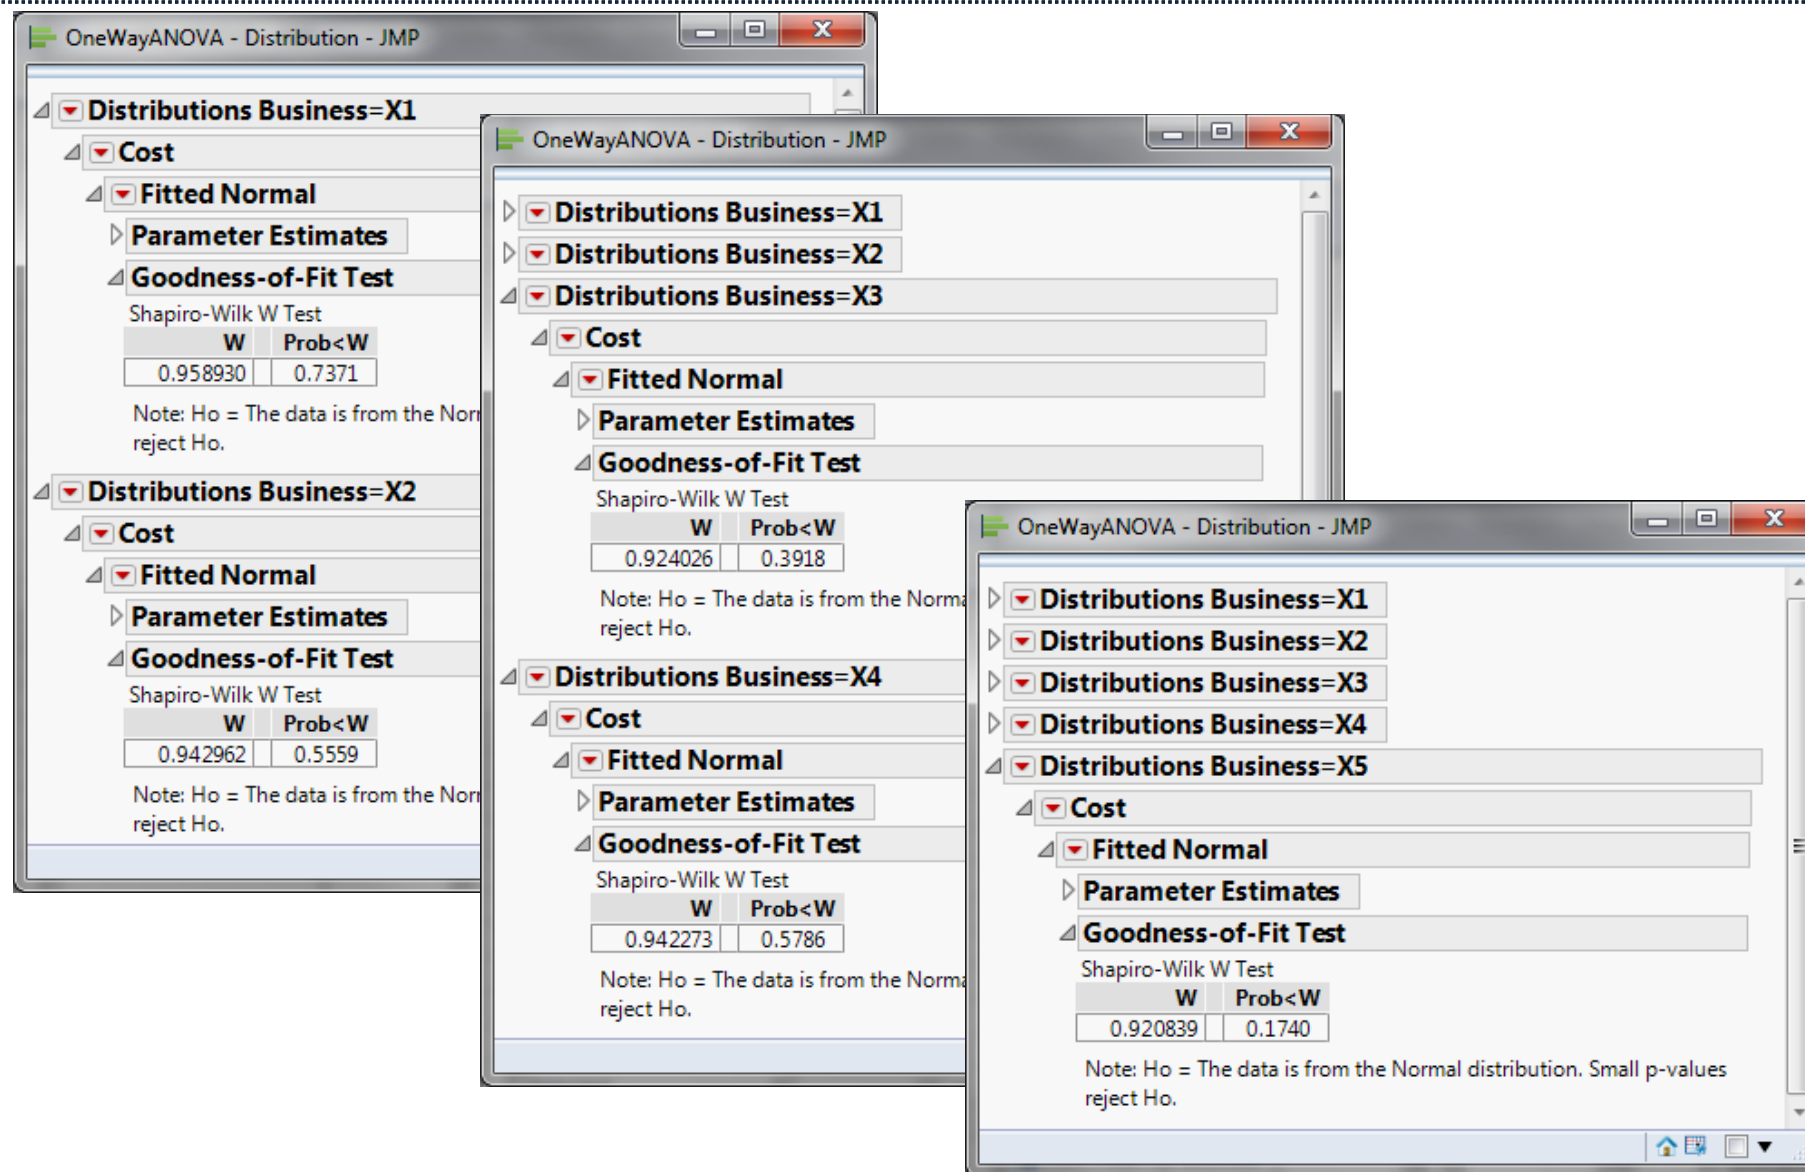 OneWayANOVA - Distribution - JMP
Distributions Business=X1
Cost
Fitted Normal
Parameter Estimates
Goodness-of-Fit Test
Shapiro-Wilk W Test
W Prob<W
0.958930 0.7371
Note: Ho = The data is from the
reject Ho.
Distributions Business=X2
Cost
Fitted Normal
Parameter Estimates
Goodness-of-Fit Test
Shapiro-Wilk W Test
W Prob<W
0.942962 0.5559
Note: Ho = The data is from the
reject Ho.
OneWayANOVA - Distribution - JMP
Distributions Business=X1
Distributions Business=X2
Distributions Business=X3
Cost
Fitted Normal
Parameter Estimates
Goodness-of-Fit Test
Shapiro-Wilk W Test
W Prob<W
0.924026 0.3918
Note: Ho = The data is from the
reject Ho.
Distributions Business=X4
Cost
Fitted Normal
Parameter Estimates
Goodness-of-Fit Test
Shapiro-Wilk W Test
W Prob<W
0.942273 0.5786
Note: Ho = The data is from the
reject Ho.
OneWayANOVA - Distribution - JMP
Distributions Business=X1
Distributions Business=X2
Distributions Business=X3
Distributions Business=X4
Distributions Business=X5
Cost
Fitted Normal
Parameter Estimates
Goodness-of-Fit Test
Shapiro-Wilk W Test
W Prob<W
0.920839 0.1740
Note: Ho = The data is from the Normal distribution. Small p-values
reject Ho.